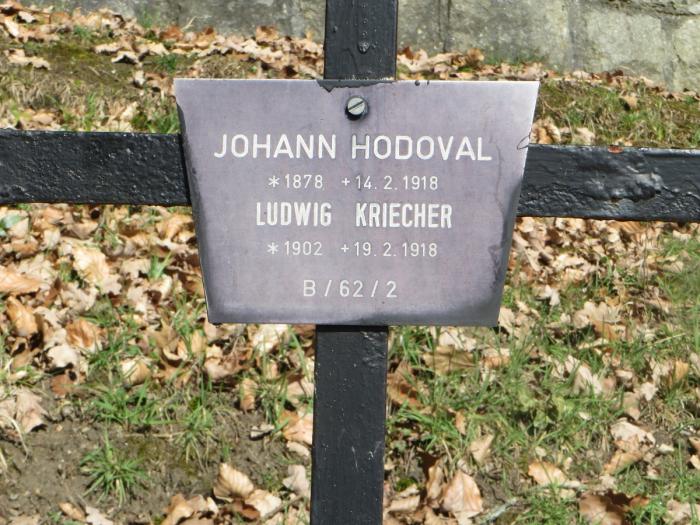 JOHANN HODOVAL
*1878 +14.2.1918
LUDWIG KRIECHER
*1902 +19.2.1918
B/62/2